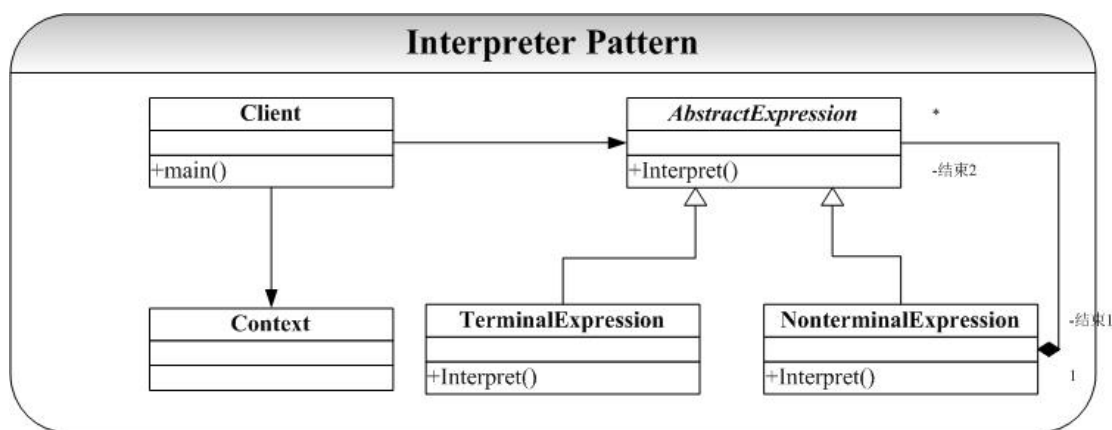 Interpreter Pattern
Client
+main()
AbstractExpression
+Interpret()
*
-结束2
Context
TerminalExpression
+Interpret()
NonterminalExpression
+Interpret()
-结束1
1